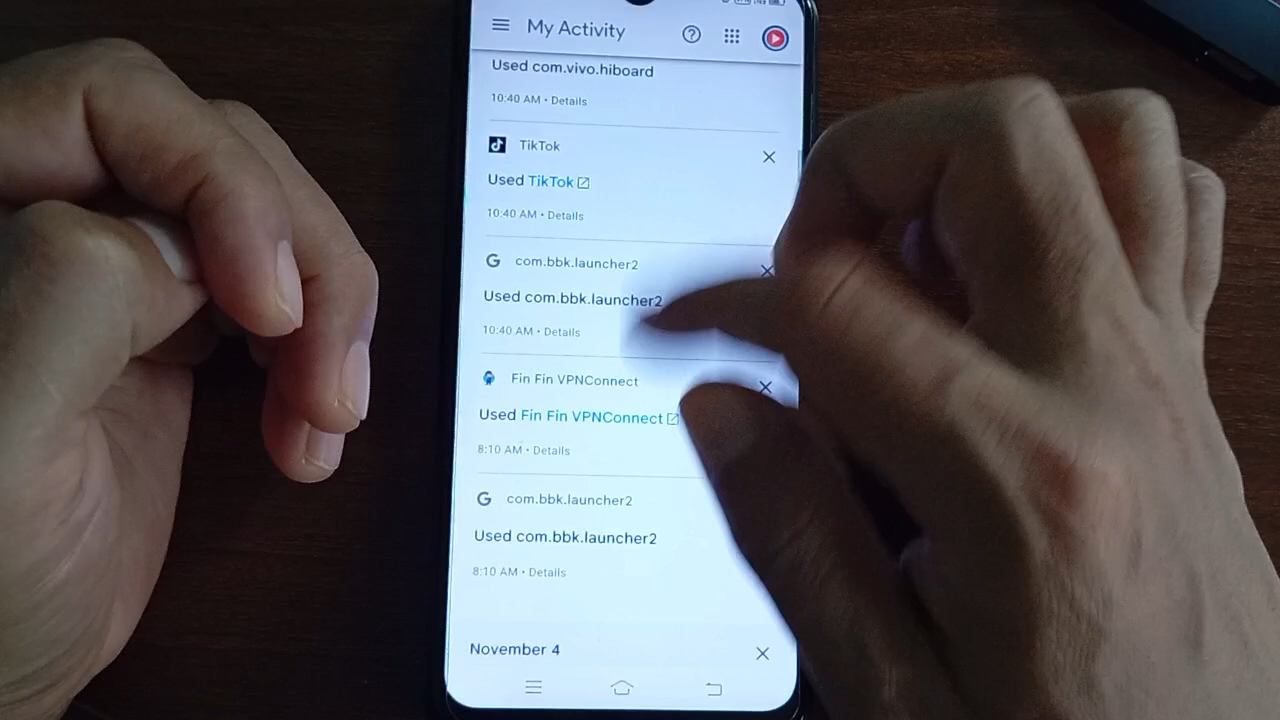 My Activity
Used com.vivo.hiboard
10:40 AM • Details
TikTok
Used TikTok
10:40 AM • Details
com.bbk.launcher2
Used com.bbk.launcher2
10:40 AM • Details
Fin Fin VPNConnect
Used Fin Fin VPNConnect
8:10 AM • Details
com.bbk.launcher2
Used com.bbk.launcher2
8:10 AM • Details
November 4